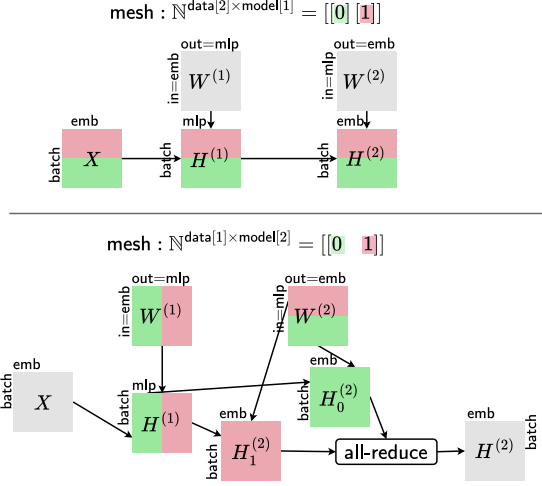 mesh : ℕ^data[2]×model[1] = [[0] [1]]
out=mlp
in=emb
W^(1)
out=emb
in=mlp
W^(2)
emb
batch
X
mlp
batch
H^(1)
emb
batch
H^(2)
mesh : ℕ^data[1]×model[2] = [[0 1]]
out=mlp
in=emb
W^(1)
out=emb
in=mlp
W^(2)
emb
batch
X
mlp
batch
H^(1)
emb
batch
H_0^(2)
emb
batch
H_1^(2)
all-reduce
emb
batch
H^(2)